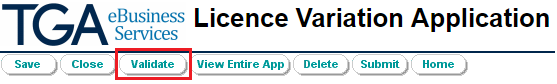 TGA eBusiness Services Licence Variation Application
Save Close Validate View Entire App Delete Submit Home